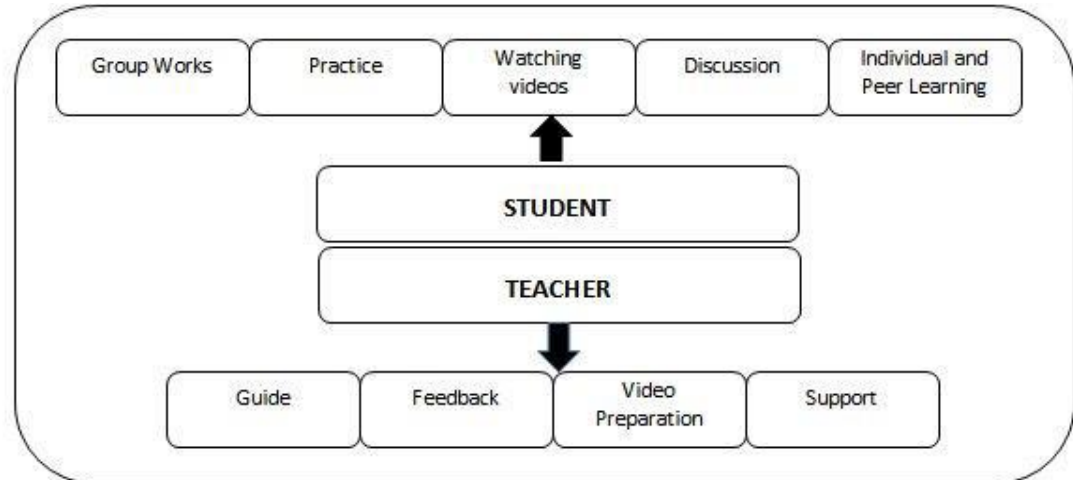 Group Works
Practice
Watching
videos
Discussion
Individual and
Peer Learning
STUDENT
TEACHER
Guide
Feedback
Video
Preparation
Support